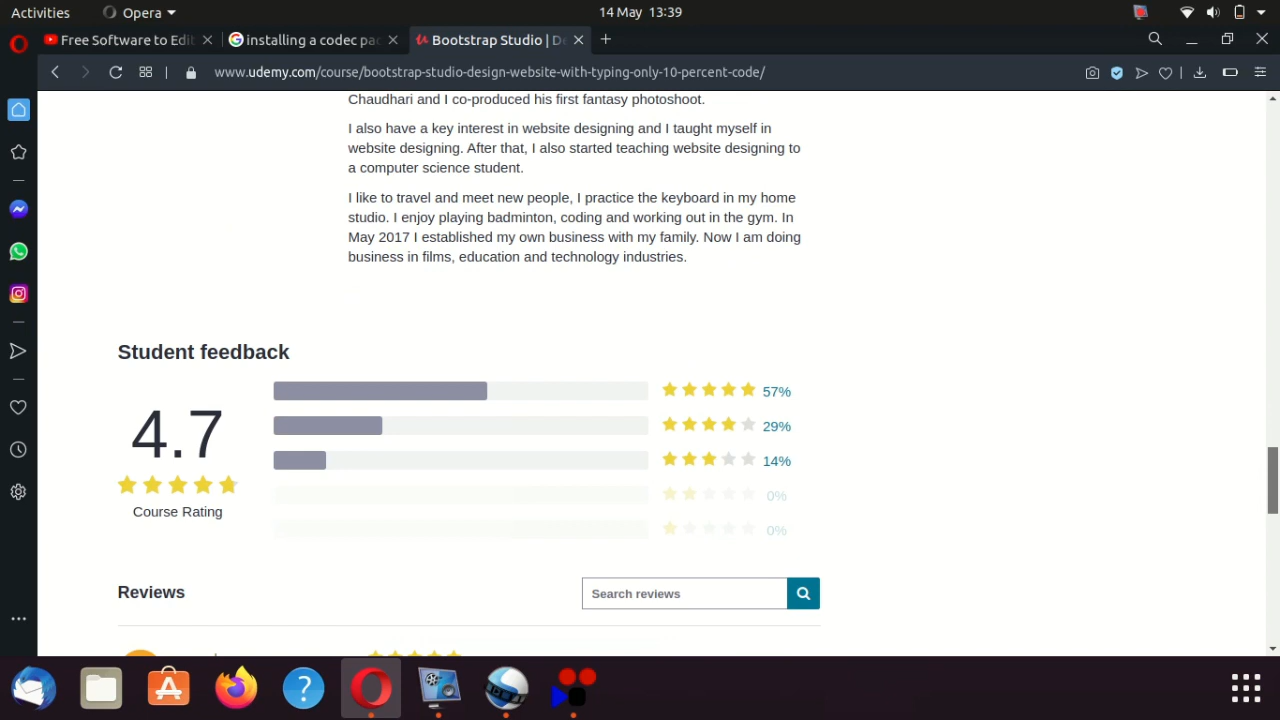 Activities
Opera
14 May 13:39
Free Software to Edi
installing a codec pac
Bootstrap Studio | De
www.udemy.com/course/bootstrap-studio-design-website-with-typing-only-10-percent-code/
Chaudhari and I co-produced his first fantasy photoshoot.
I also have a key interest in website designing and I taught myself in
website designing. After that, I also started teaching website designing to
a computer science student.
I like to travel and meet new people, I practice the keyboard in my home
studio. I enjoy playing badminton, coding and working out in the gym. In
May 2017 I established my own business with my family. Now I am doing
business in films, education and technology industries.
Student feedback
4.7
Course Rating
57%
29%
14%
0%
0%
Reviews
Search reviews